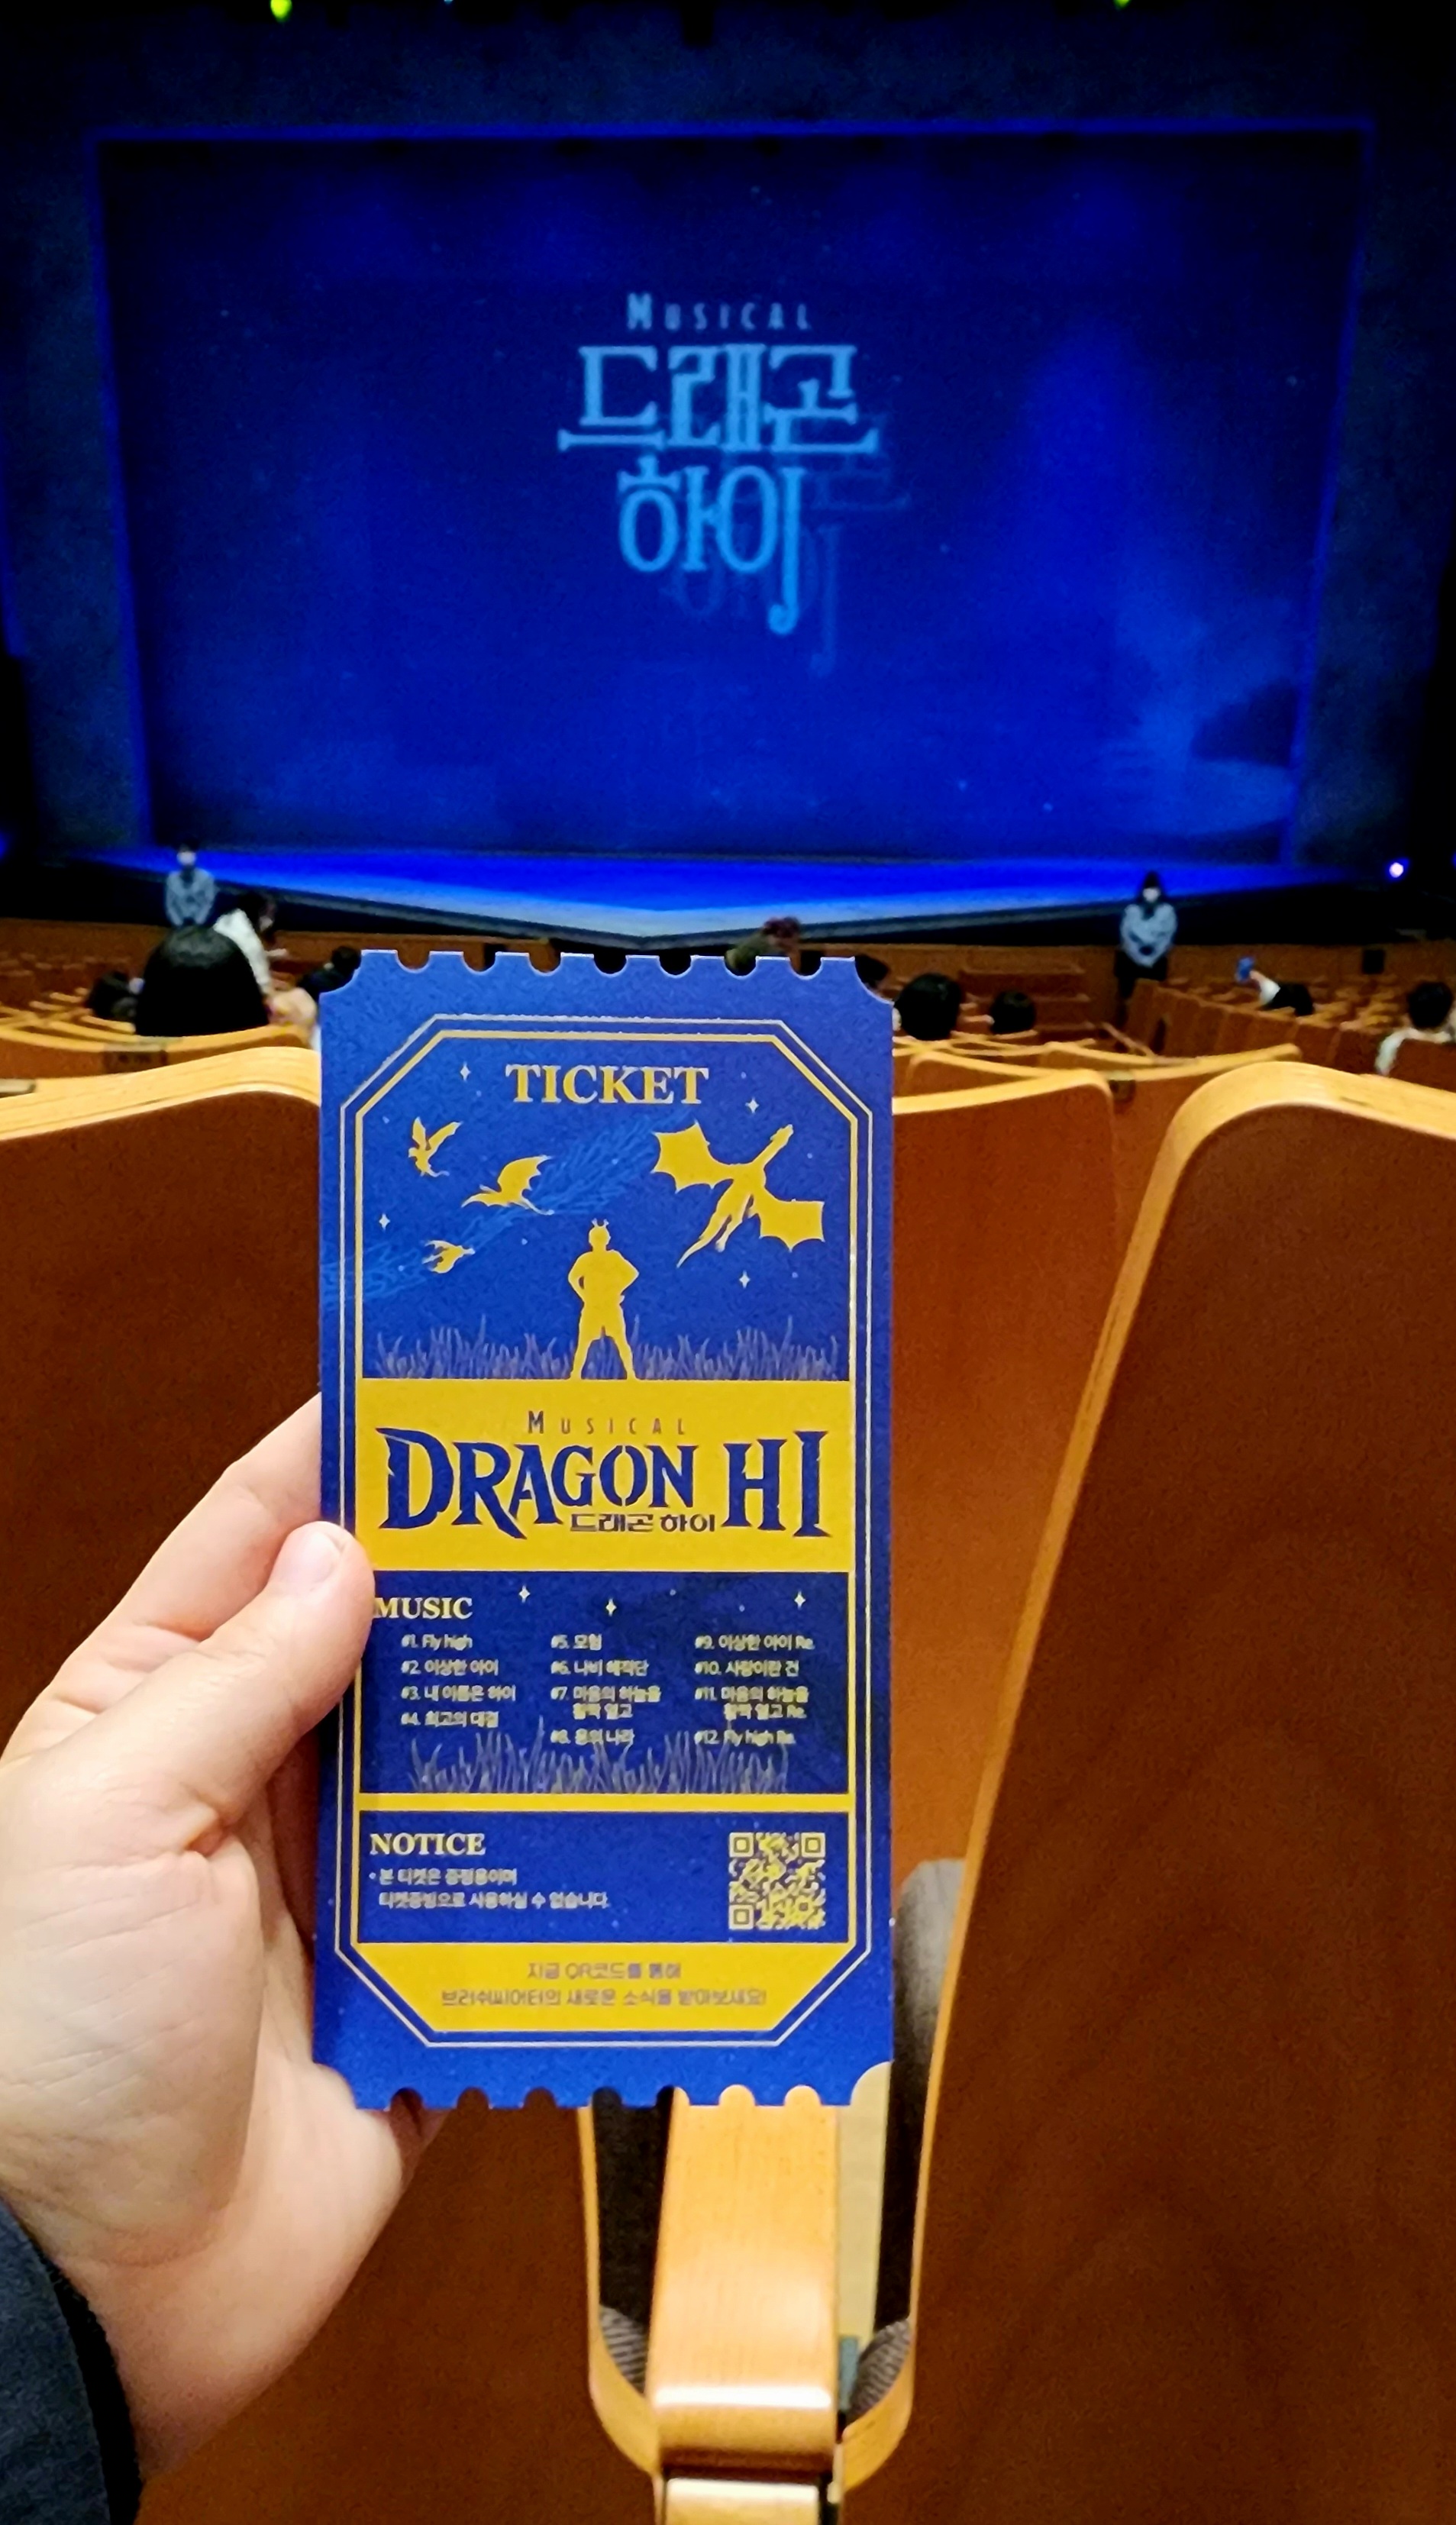 MUSICAL
드래곤
하이
TICKET
MUSICAL
DRAGON HI
드래곤 하이
MUSIC
#1. Fly high
#2. 이상한 아이
#3. 내 이름은 하이
#4. 최고의 대결
#5. 모험
#6. 나비 해적단
#7. 마음의 하늘을
활짝 열고
#8. 용의 나라
#9. 이상한 아이 Re.
#10. 사람이란 건
#11. 마음의 하늘을
활짝 열고 Re.
#12. Fly high Re.
NOTICE
• 본 티켓은 증정용이며
티켓증빙으로 사용하실 수 없습니다.
지금 QR코드를 통해
브러쉬씨어터의 새로운 소식을 받아보세요!